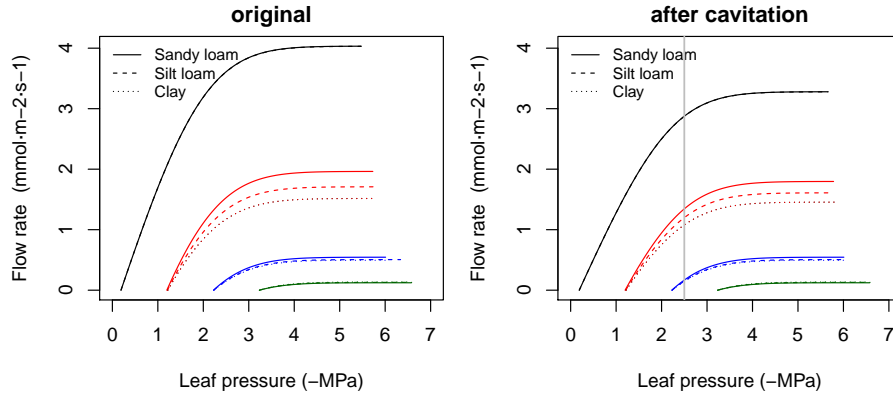 original
Flow rate (mmol·m−2·s−1)
4
3
2
1
0
Sandy loam
Silt loam
Clay
0 1 2 3 4 5 6 7
Leaf pressure (−MPa)
after cavitation
Flow rate (mmol·m−2·s−1)
4
3
2
1
0
Sandy loam
Silt loam
Clay
0 1 2 3 4 5 6 7
Leaf pressure (−MPa)